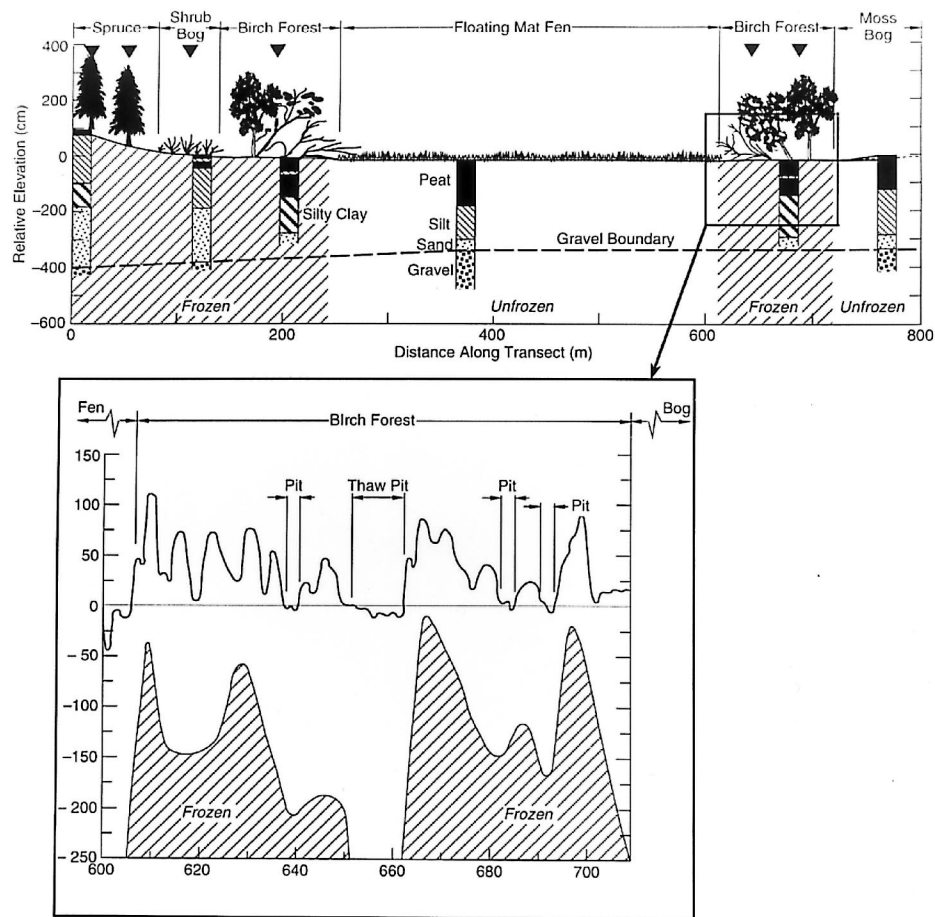 Spruce
Shrub
Bog
Birch Forest
Floating Mat Fen
Birch Forest
Moss
Bog
Relative Elevation (cm)
400
200
0
−200
−400
−600
Peat
Silty Clay
Silt
Sand
Gravel
Gravel Boundary
Frozen
Unfrozen
Frozen
Unfrozen
0
200
400
600
800
Distance Along Transect (m)
Fen
BIrch Forest
Bog
150
100
50
0
−50
−100
−150
−200
−250
Pit
Thaw Pit
Pit
Pit
Frozen
Frozen
600
620
640
660
680
700